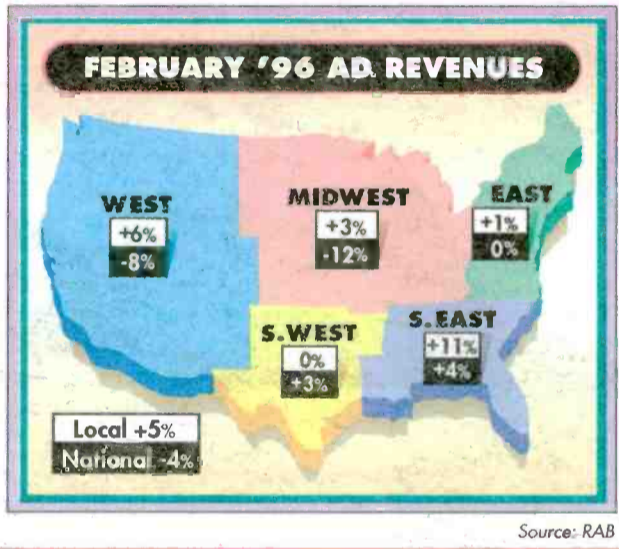 FEBRUARY '96 AD. REVENUES
WEST
+6%
-8%
MIDWEST
+3%
-12%
EAST
+1%
0%
S.WEST
0%
+3%
S.EAST
+11%
+4%
Local +5%
National -4%
Source: RAB